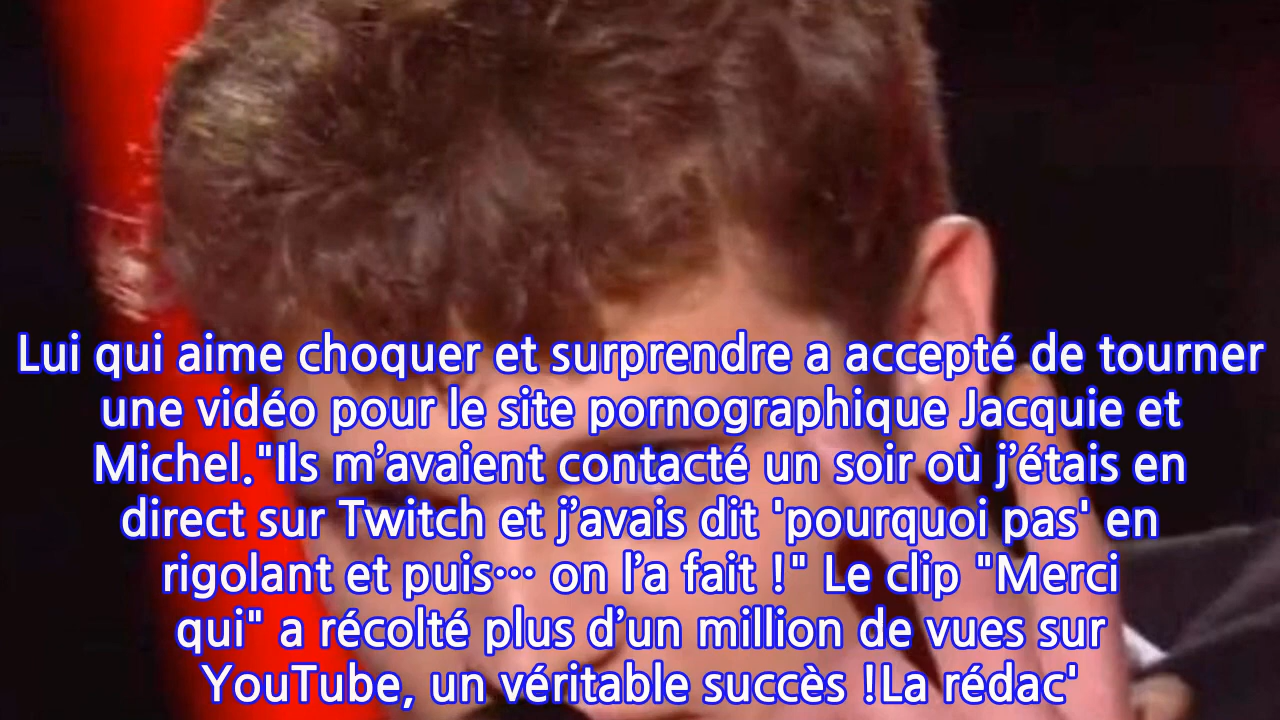 Lui qui aime choquer et surprendre a accepté de tourner
une vidéo pour le site pornographique Jacquie et
Michel."Ils m’avaient contacté un soir où j’étais en
direct sur Twitch et j’avais dit 'pourquoi pas' en
rigolant et puis… on l’a fait !" Le clip "Merci
qui" a récolté plus d’un million de vues sur
YouTube, un véritable succès !La rédac'